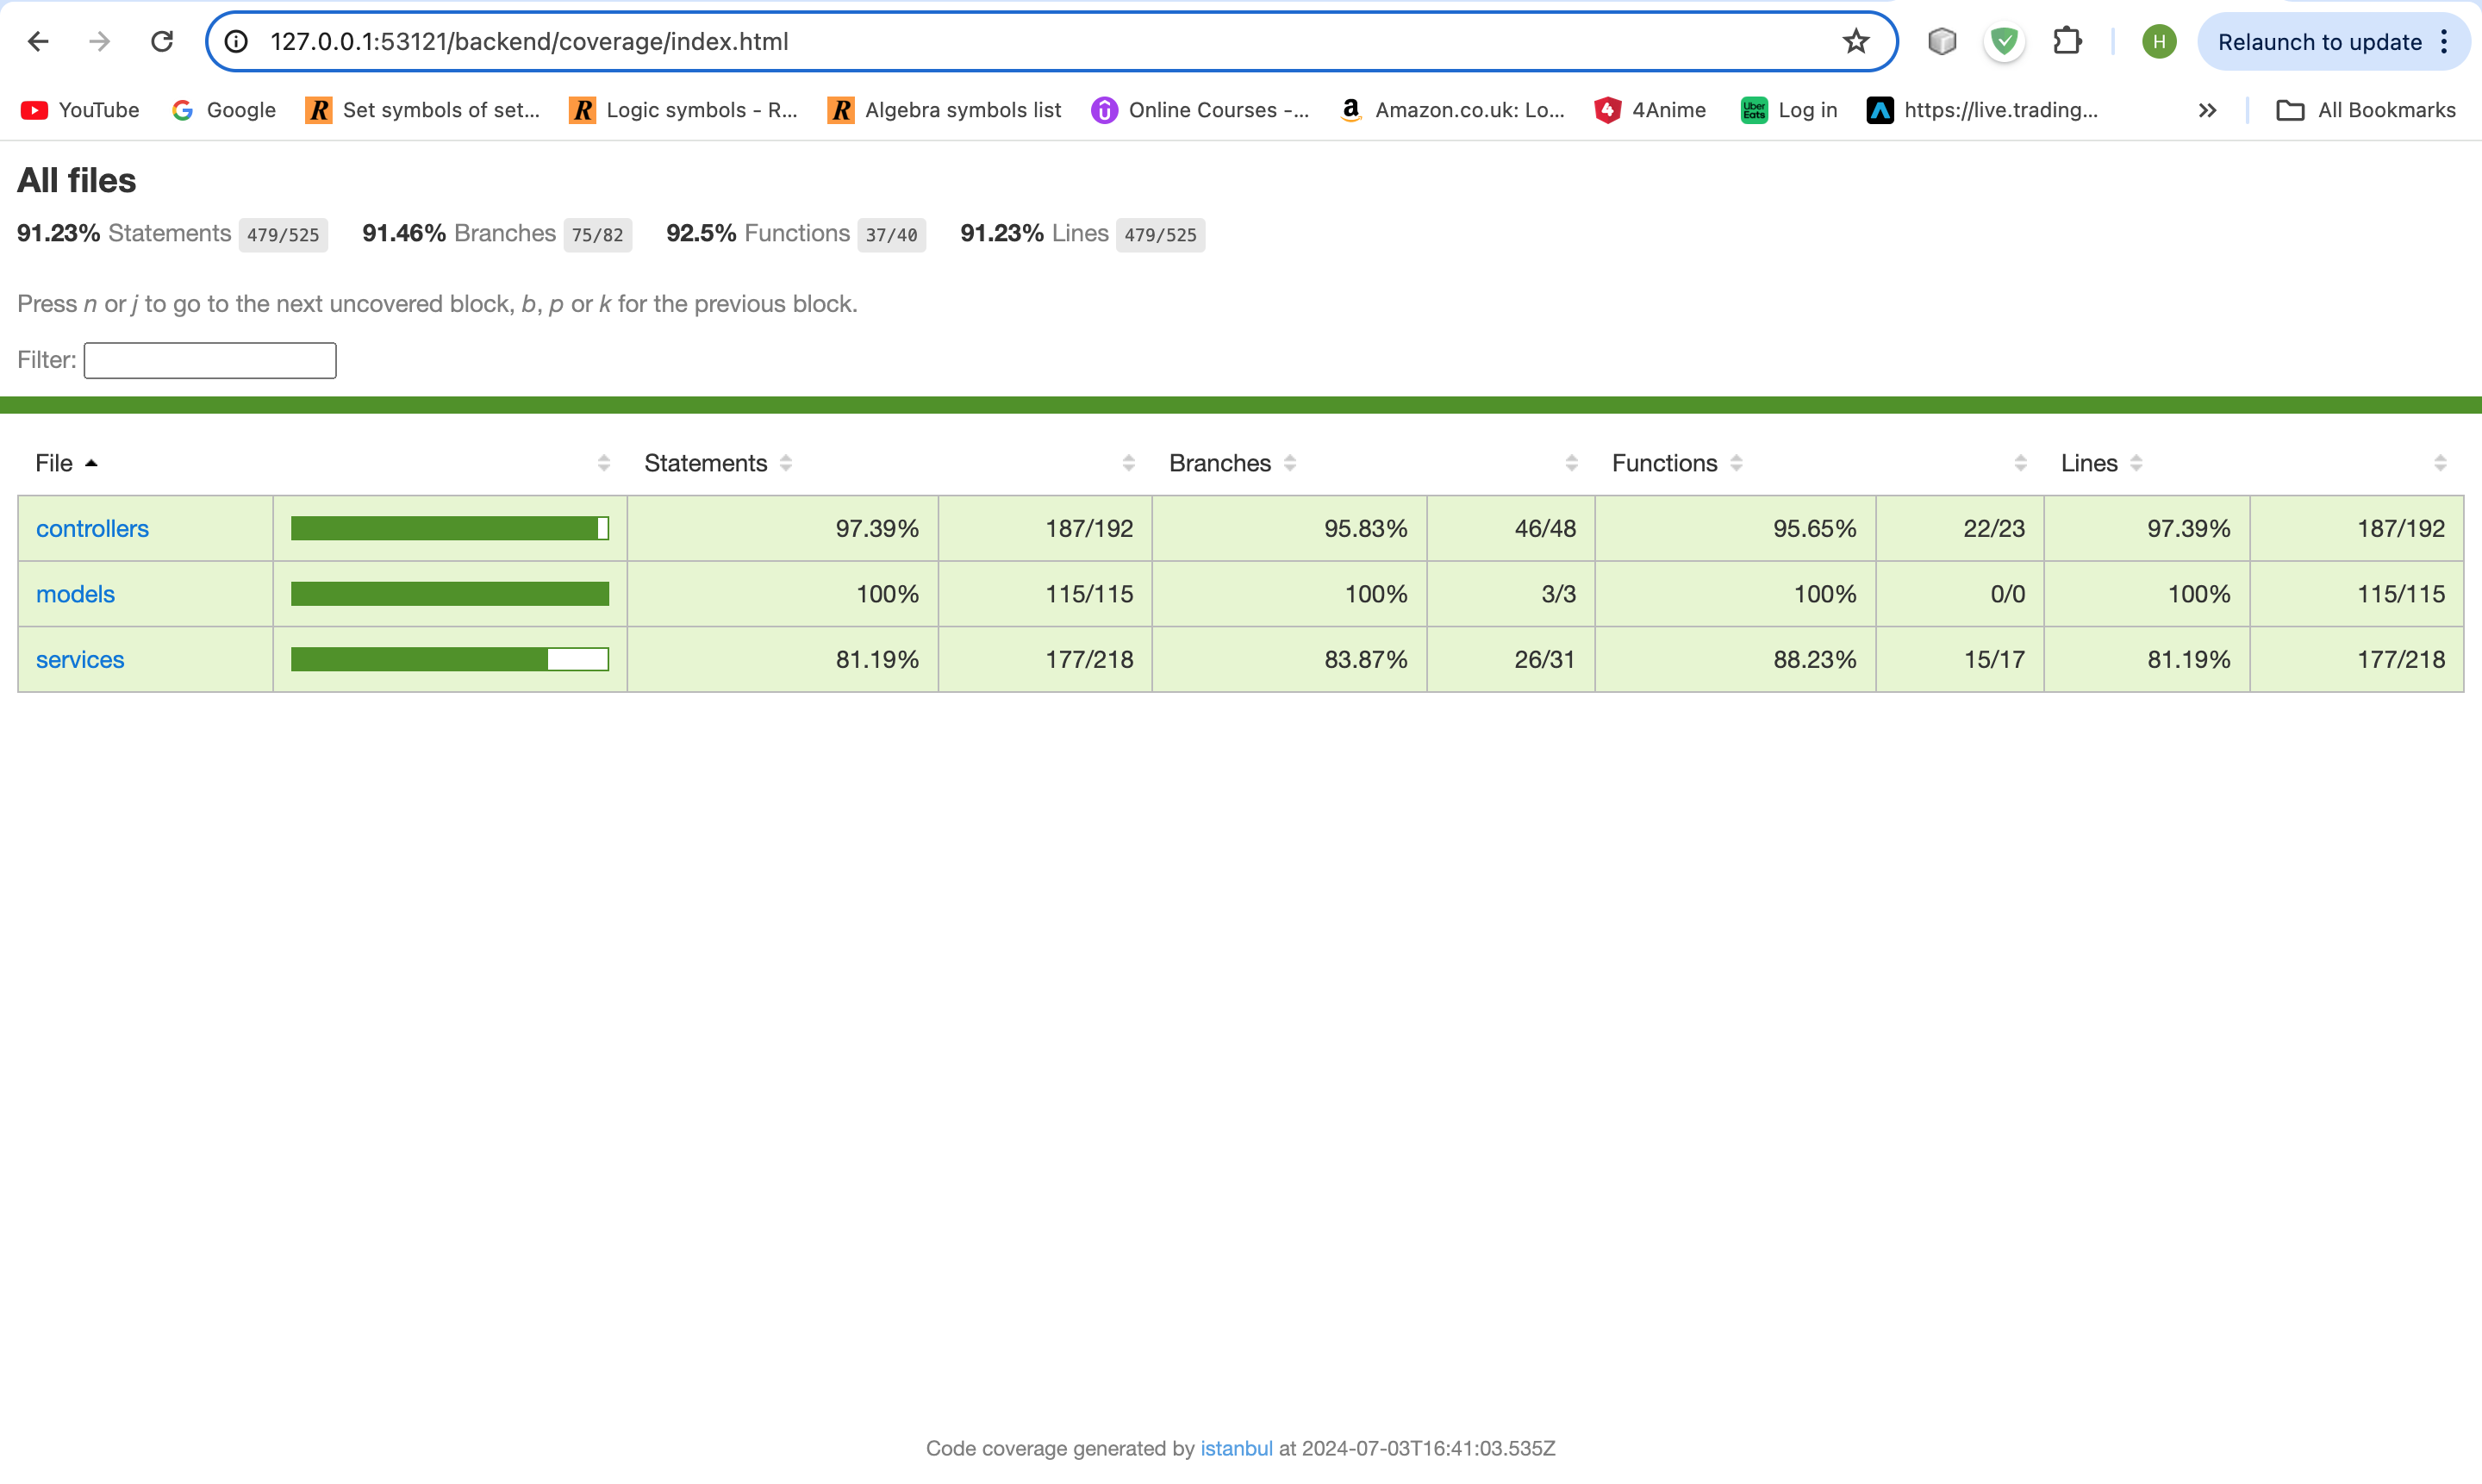 127.0.0.1:53121/backend/coverage/index.html H Relaunch to update
YouTube Google Set symbols of set... Logic symbols - R... Algebra symbols list Online Courses -... Amazon.co.uk: Lo... 4Anime Uber Eats Log in https://live.trading... » All Bookmarks
All files
91.23% Statements 479/525 91.46% Branches 75/82 92.5% Functions 37/40 91.23% Lines 479/525
Press n or j to go to the next uncovered block, b, p or k for the previous block.
Filter:
File Statements Branches Functions Lines
controllers 97.39% 187/192 95.83% 46/48 95.65% 22/23 97.39% 187/192
models 100% 115/115 100% 3/3 100% 0/0 100% 115/115
services 81.19% 177/218 83.87% 26/31 88.23% 15/17 81.19% 177/218
Code coverage generated by istanbul at 2024-07-03T16:41:03.535Z